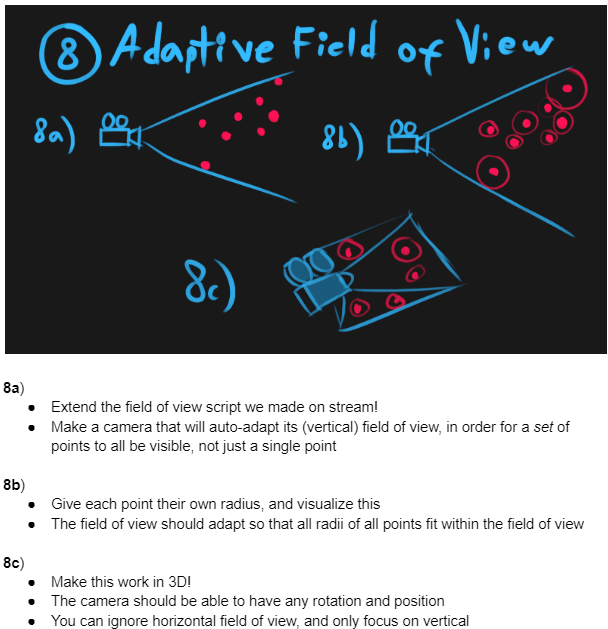 8 Adaptive Field of View
8a)
8b)
8c)
8a)
● Extend the field of view script we made on stream!
● Make a camera that will auto-adapt its (vertical) field of view, in order for a set of
points to all be visible, not just a single point
8b)
● Give each point their own radius, and visualize this
● The field of view should adapt so that all radii of all points fit within the field of view
8c)
● Make this work in 3D!
● The camera should be able to have any rotation and position
● You can ignore horizontal field of view, and only focus on vertical